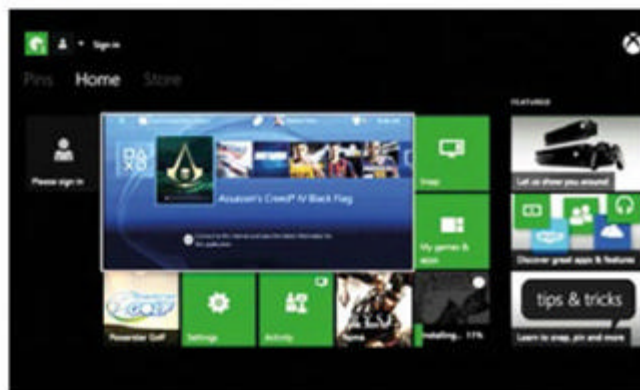 Sign in
Pins Home Store
FEATURED
Please sign in
Assassin's Creed® IV Black Flag
Snap
My games & apps
Let us show you around
Discover great apps & features
Powerstar Golf
Settings
Activity
Ryse
Installing... 11%
tips & tricks
Learn to snap, pin and more